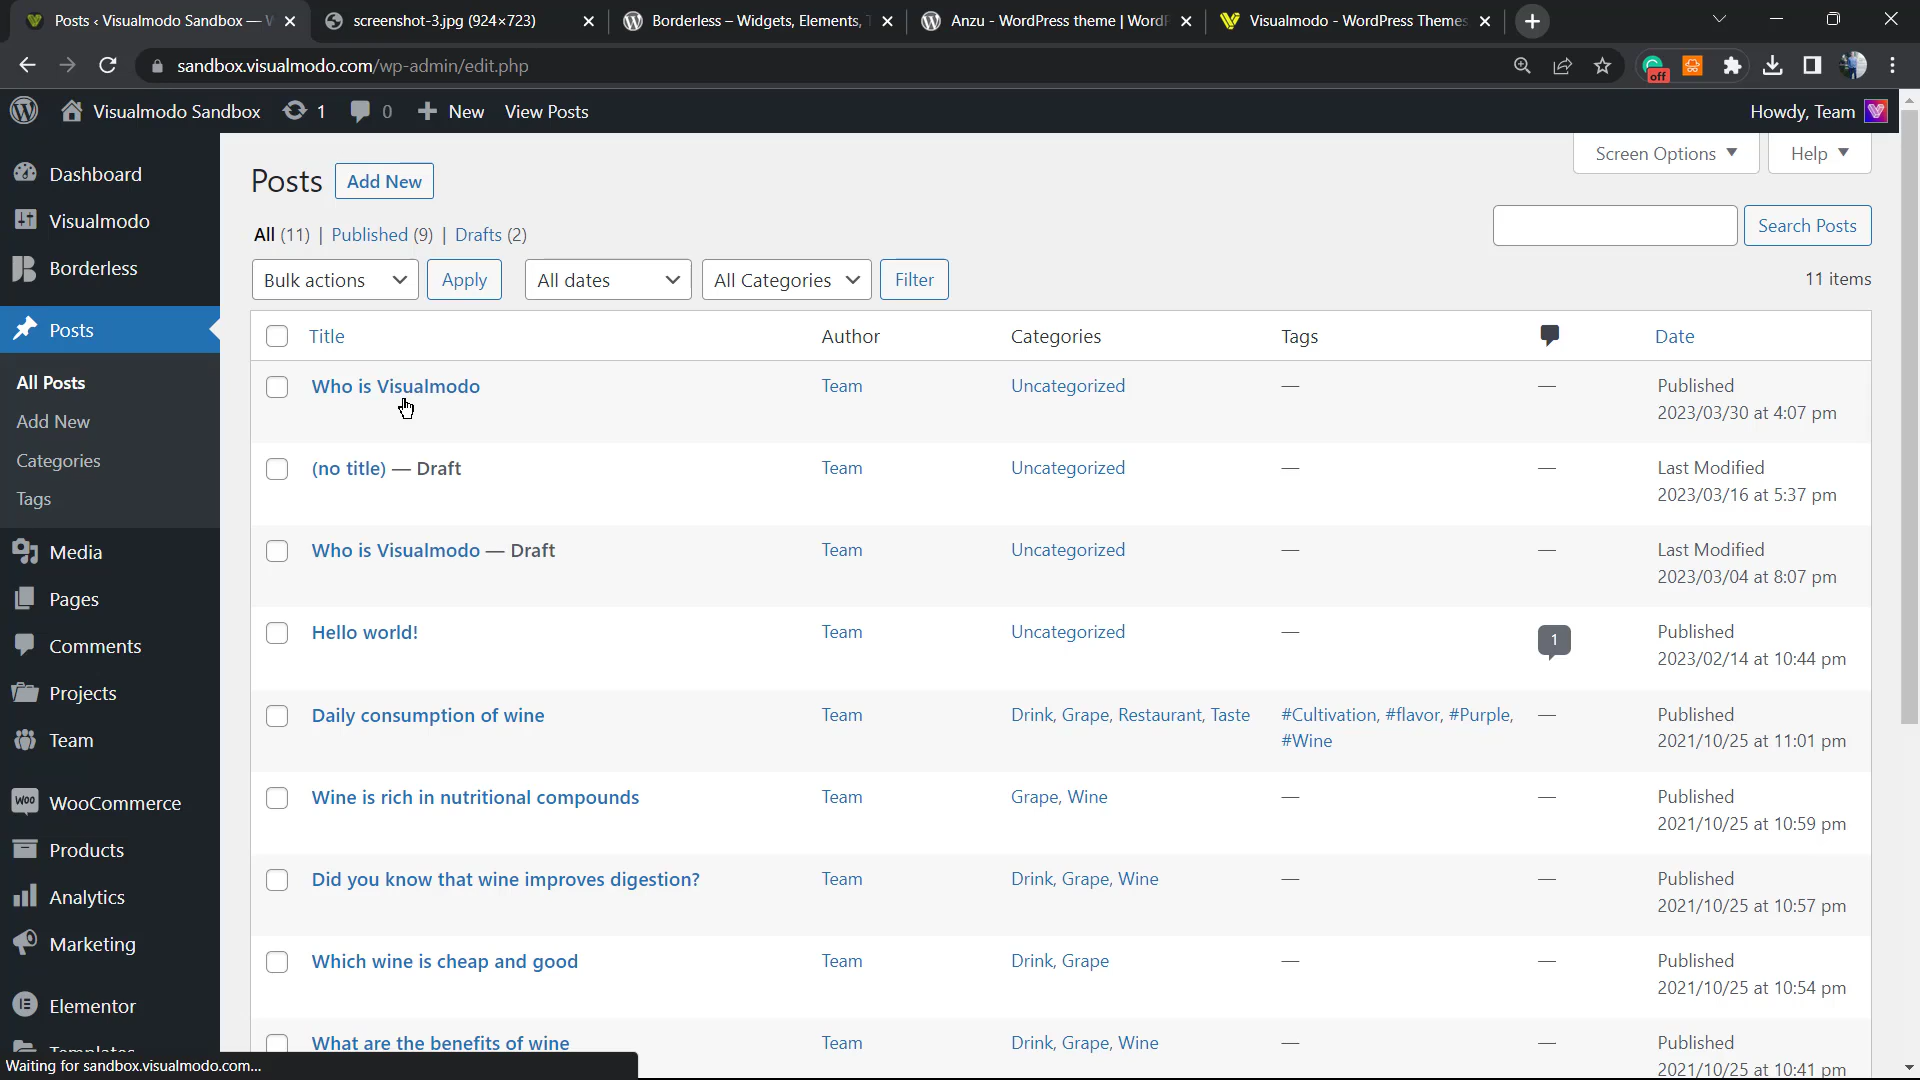 Posts ‹ Visualmodo Sandbox —
screenshot-3.jpg (924×723)
Borderless – Widgets, Elements,
Anzu - WordPress theme | Word
Visualmodo - WordPress Themes
sandbox.visualmodo.com/wp-admin/edit.php
off
Visualmodo Sandbox
1
0
New
View Posts
Howdy, Team
Screen Options
Help
Dashboard
Visualmodo
Borderless
Posts
All Posts
Add New
Categories
Tags
Media
Pages
Comments
Projects
Team
WooCommerce
Products
Analytics
Marketing
Elementor
Posts
Add New
All (11) | Published (9) | Drafts (2)
Search Posts
Bulk actions
Apply
All dates
All Categories
Filter
11 items
Title
Author
Categories
Tags
Date
Who is Visualmodo
Team
Uncategorized
—
—
Published
2023/03/30 at 4:07 pm
(no title) — Draft
Team
Uncategorized
—
—
Last Modified
2023/03/16 at 5:37 pm
Who is Visualmodo — Draft
Team
Uncategorized
—
—
Last Modified
2023/03/04 at 8:07 pm
Hello world!
Team
Uncategorized
—
1
Published
2023/02/14 at 10:44 pm
Daily consumption of wine
Team
Drink, Grape, Restaurant, Taste
#Cultivation, #flavor, #Purple,
#Wine
—
Published
2021/10/25 at 11:01 pm
Wine is rich in nutritional compounds
Team
Grape, Wine
—
—
Published
2021/10/25 at 10:59 pm
Did you know that wine improves digestion?
Team
Drink, Grape, Wine
—
—
Published
2021/10/25 at 10:57 pm
Which wine is cheap and good
Team
Drink, Grape
—
—
Published
2021/10/25 at 10:54 pm
What are the benefits of wine
Team
Drink, Grape, Wine
—
—
Published
2021/10/25 at 10:41 pm
Waiting for sandbox.visualmodo.com...